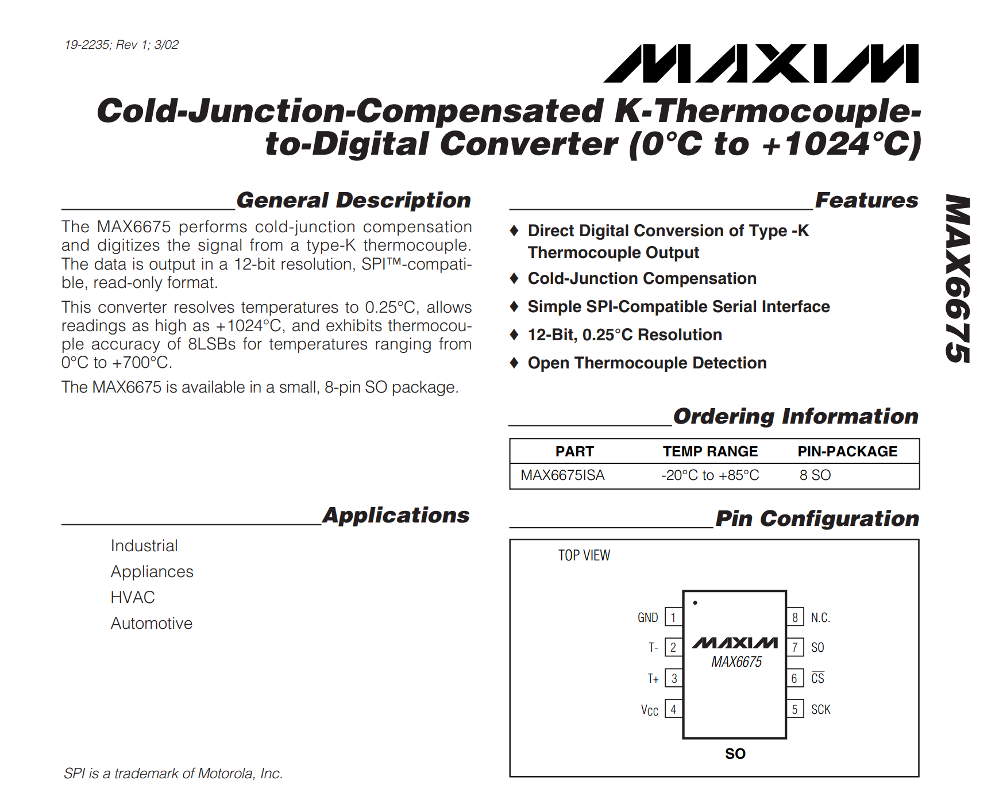 19-2235; Rev 1; 3/02
MAXIM
Cold-Junction-Compensated K-Thermocouple-
to-Digital Converter (0°C to +1024°C)
General Description
The MAX6675 performs cold-junction compensation
and digitizes the signal from a type-K thermocouple.
The data is output in a 12-bit resolution, SPI™-compati-
ble, read-only format.
This converter resolves temperatures to 0.25°C, allows
readings as high as +1024°C, and exhibits thermocou-
ple accuracy of 8LSBs for temperatures ranging from
0°C to +700°C.
The MAX6675 is available in a small, 8-pin SO package.
Applications
Industrial
Appliances
HVAC
Automotive
SPI is a trademark of Motorola, Inc.
Features
♦ Direct Digital Conversion of Type -K
Thermocouple Output
♦ Cold-Junction Compensation
♦ Simple SPI-Compatible Serial Interface
♦ 12-Bit, 0.25°C Resolution
♦ Open Thermocouple Detection
Ordering Information
PART TEMP RANGE PIN-PACKAGE
MAX6675ISA -20°C to +85°C 8 SO
Pin Configuration
TOP VIEW
GND 1 8 N.C.
T- 2 MAXIM 7 SO
MAX6675
T+ 3 6 C̅S̅
VCC 4 5 SCK
SO
MAX6675